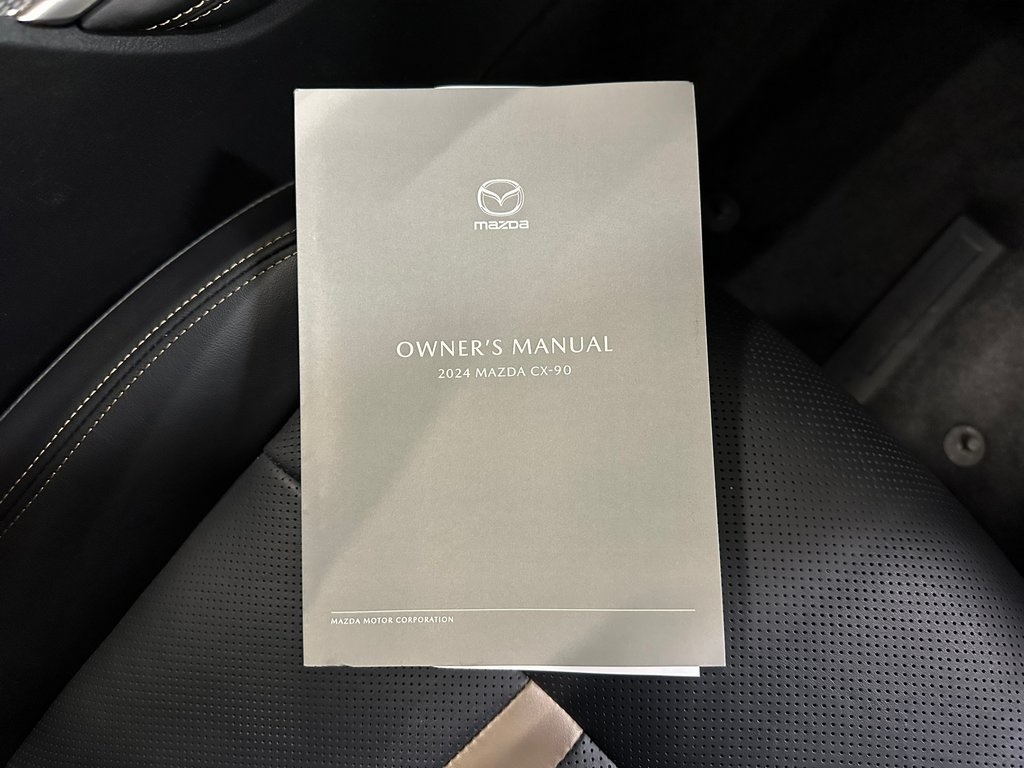 mazda
OWNER'S MANUAL
2024 MAZDA CX-90
MAZDA MOTOR CORPORATION